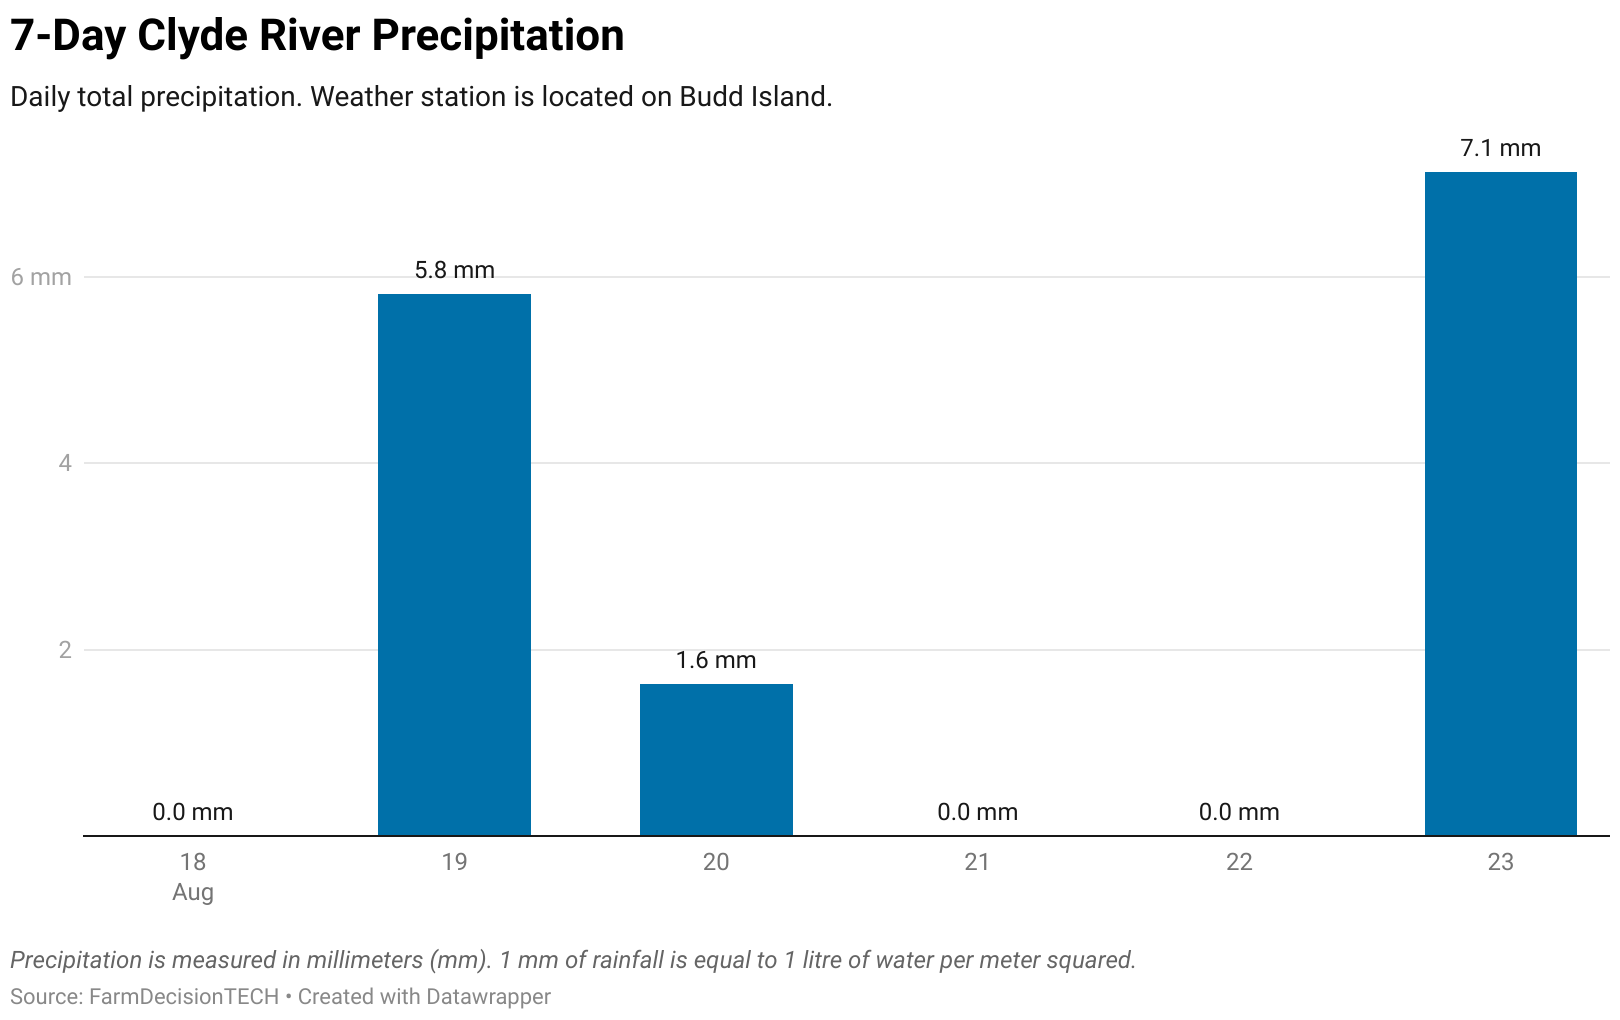 7-Day Clyde River Precipitation
Daily total precipitation. Weather station is located on Budd Island.
7.1 mm
6 mm
5.8 mm
4
2
1.6 mm
0.0 mm
0.0 mm
0.0 mm
18
19
20
21
22
23
Aug
Precipitation is measured in millimeters (mm). 1 mm of rainfall is equal to 1 litre of water per meter squared.
Source: FarmDecisionTECH • Created with Datawrapper